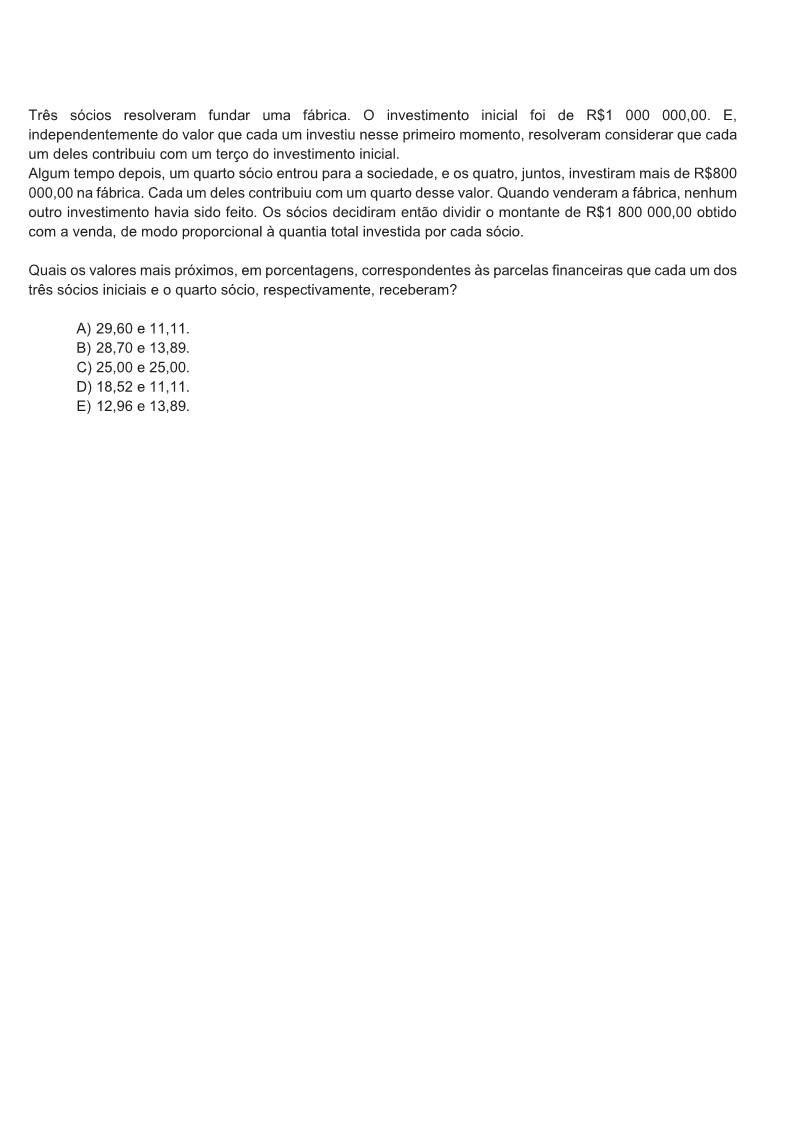 Três sócios resolveram fundar uma fábrica. O investimento inicial foi de R$1 000 000,00. E,
independentemente do valor que cada um investiu nesse primeiro momento, resolveram considerar que cada
um deles contribuiu com um terço do investimento inicial.
Algum tempo depois, um quarto sócio entrou para a sociedade, e os quatro, juntos, investiram mais de R$800
000,00 na fábrica. Cada um deles contribuiu com um quarto desse valor. Quando venderam a fábrica, nenhum
outro investimento havia sido feito. Os sócios decidiram então dividir o montante de R$1 800 000,00 obtido
com a venda, de modo proporcional à quantia total investida por cada sócio.
Quais os valores mais próximos, em porcentagens, correspondentes às parcelas financeiras que cada um dos
três sócios iniciais e o quarto sócio, respectivamente, receberam?
A) 29,60 e 11,11.
B) 28,70 e 13,89.
C) 25,00 e 25,00.
D) 18,52 e 11,11.
E) 12,96 e 13,89.